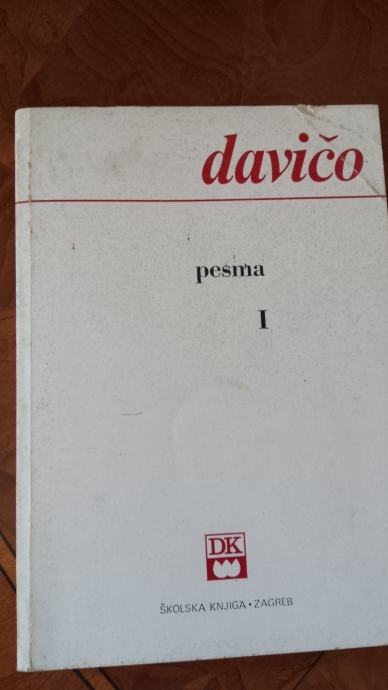 davičo
pesma
I
DK
ŠKOLSKA KNJIGA • ZAGREB